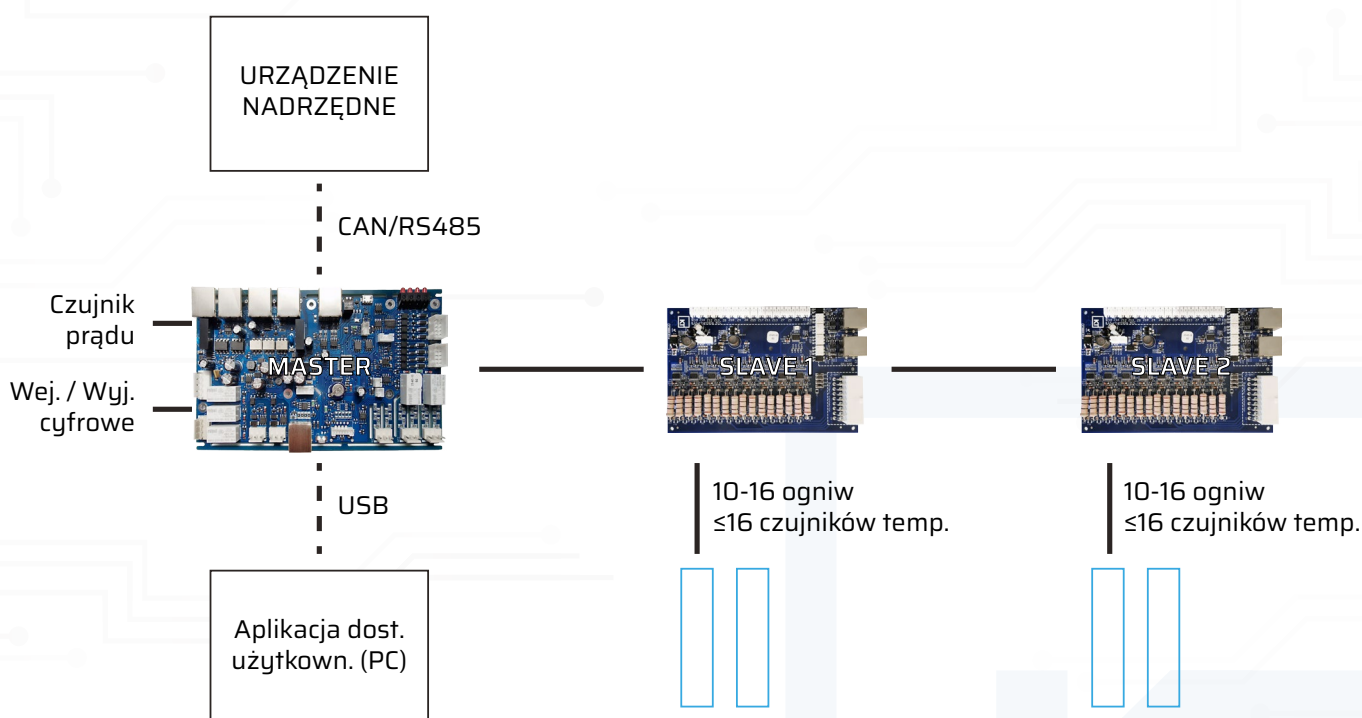 URZĄDZENIE
NADRZĘDNE
CAN/RS485
Czujnik
prądu
Wej. / Wyj.
cyfrowe
MASTER
SLAVE 1
SLAVE 2
USB
10-16 ogniw
≤16 czujników temp.
10-16 ogniw
≤16 czujników temp.
Aplikacja dost.
użytkown. (PC)